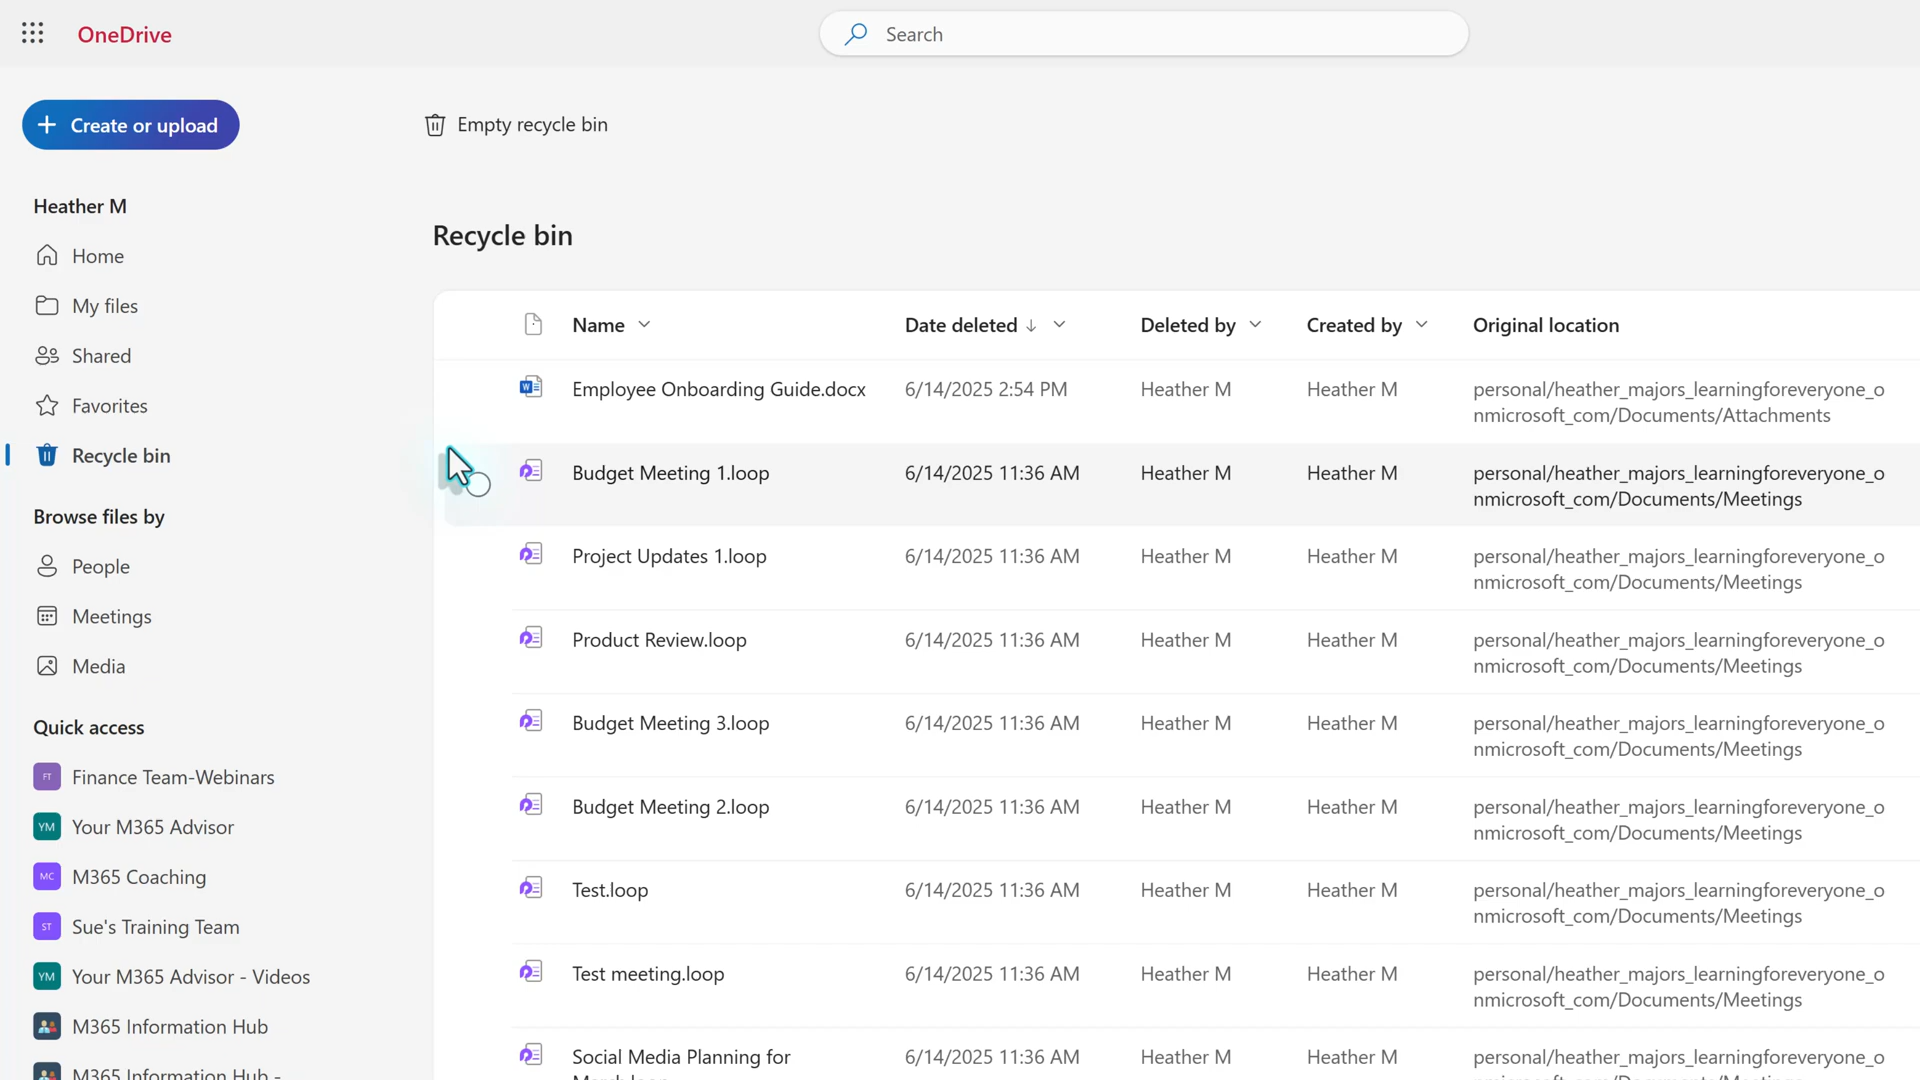 OneDrive
Search
Create or upload
Empty recycle bin
Heather M
Home
My files
Shared
Favorites
Recycle bin
Browse files by
People
Meetings
Media
Quick access
FT Finance Team-Webinars
YM Your M365 Advisor
MC M365 Coaching
ST Sue's Training Team
YM Your M365 Advisor - Videos
M365 Information Hub
M365 Information Hub -
Recycle bin
Name Date deleted Deleted by Created by Original location
Employee Onboarding Guide.docx 6/14/2025 2:54 PM Heather M Heather M personal/heather_majors_learningforeveryone_o
nmicrosoft_com/Documents/Attachments
Budget Meeting 1.loop 6/14/2025 11:36 AM Heather M Heather M personal/heather_majors_learningforeveryone_o
nmicrosoft_com/Documents/Meetings
Project Updates 1.loop 6/14/2025 11:36 AM Heather M Heather M personal/heather_majors_learningforeveryone_o
nmicrosoft_com/Documents/Meetings
Product Review.loop 6/14/2025 11:36 AM Heather M Heather M personal/heather_majors_learningforeveryone_o
nmicrosoft_com/Documents/Meetings
Budget Meeting 3.loop 6/14/2025 11:36 AM Heather M Heather M personal/heather_majors_learningforeveryone_o
nmicrosoft_com/Documents/Meetings
Budget Meeting 2.loop 6/14/2025 11:36 AM Heather M Heather M personal/heather_majors_learningforeveryone_o
nmicrosoft_com/Documents/Meetings
Test.loop 6/14/2025 11:36 AM Heather M Heather M personal/heather_majors_learningforeveryone_o
nmicrosoft_com/Documents/Meetings
Test meeting.loop 6/14/2025 11:36 AM Heather M Heather M personal/heather_majors_learningforeveryone_o
nmicrosoft_com/Documents/Meetings
Social Media Planning for 6/14/2025 11:36 AM Heather M Heather M personal/heather_majors_learningforeveryone_o